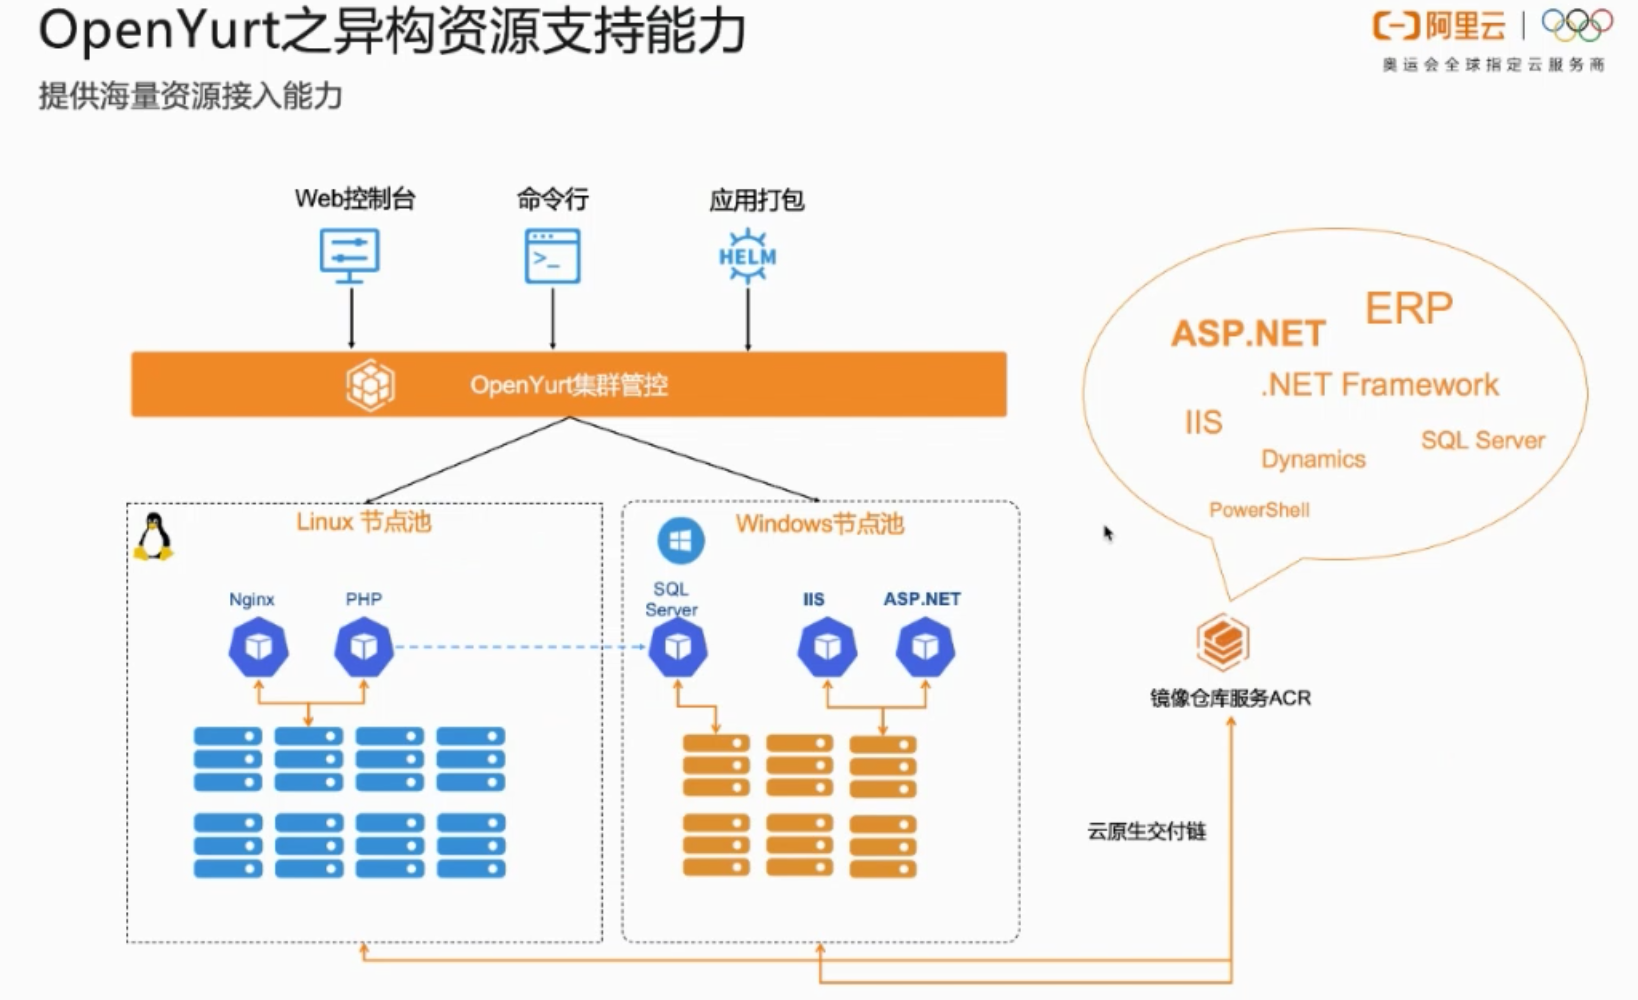 OpenYurt之异构资源支持能力
阿里云
奥运会全球指定云服务商
提供海量资源接入能力
Web控制台
命令行
应用打包
>_
HELM
OpenYurt集群管控
ASP.NET
ERP
.NET Framework
IIS
SQL Server
Dynamics
PowerShell
Linux 节点池
Windows节点池
Nginx
PHP
SQL
Server
IIS
ASP.NET
镜像仓库服务ACR
云原生交付链